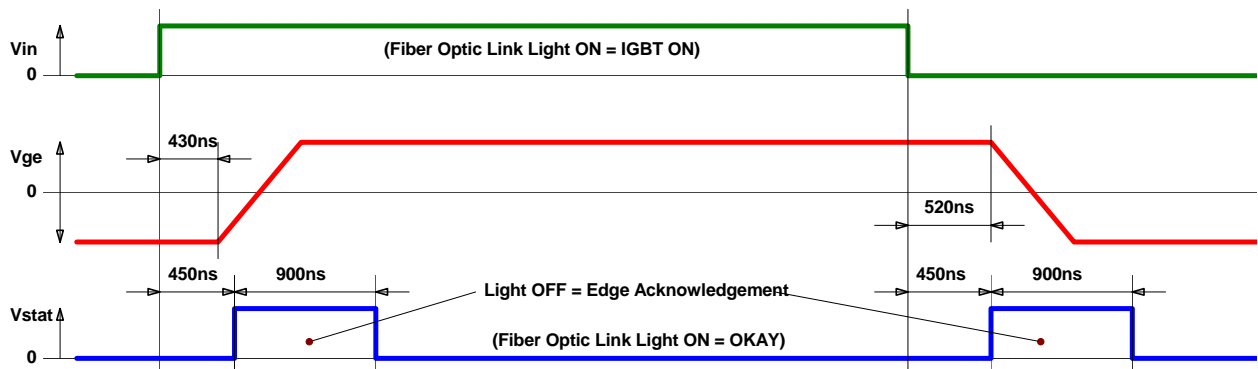 Vin
(Fiber Optic Link Light ON = IGBT ON)
0
430ns
Vge
0
520ns
450ns
900ns
450ns
900ns
Light OFF = Edge Acknowledgement
Vstat
(Fiber Optic Link Light ON = OKAY)
0